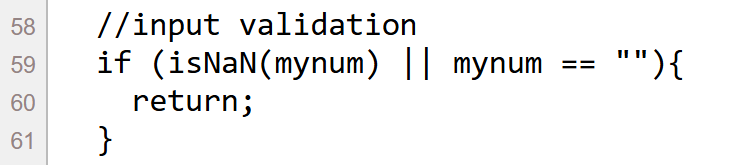 58 //input validation
59 if (isNaN(mynum) || mynum == ""){
60 return;
61 }